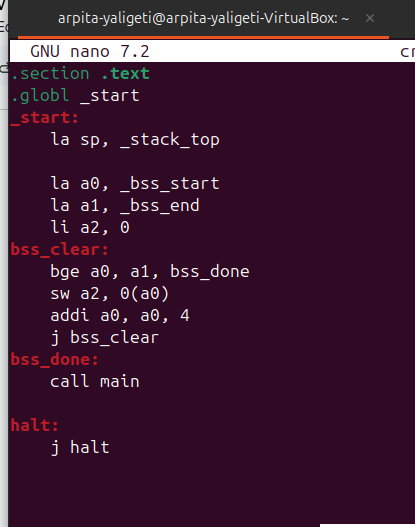 arpita-yaligeti@arpita-yaligeti-VirtualBox: ~ ×
GNU nano 7.2
.section .text
.globl _start
_start:
    la sp, _stack_top

    la a0, _bss_start
    la a1, _bss_end
    li a2, 0
bss_clear:
    bge a0, a1, bss_done
    sw a2, 0(a0)
    addi a0, a0, 4
    j bss_clear
bss_done:
    call main

halt:
    j halt